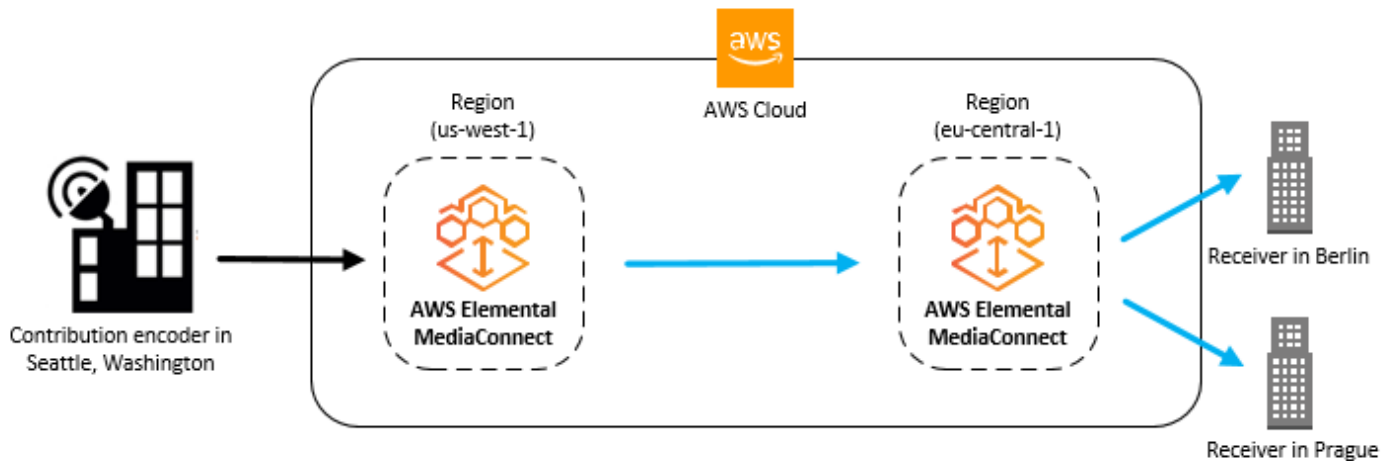 aws
AWS Cloud
Region
(us-west-1)
Region
(eu-central-1)
AWS Elemental
MediaConnect
AWS Elemental
MediaConnect
Contribution encoder in
Seattle, Washington
Receiver in Berlin
Receiver in Prague